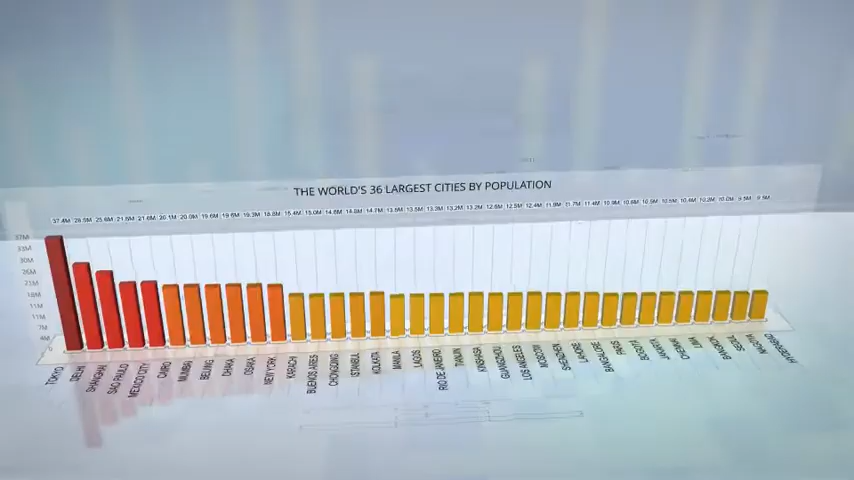 THE WORLD'S 36 LARGEST CITIES BY POPULATION
37.4M 28.5M 25.6M 21.6M 21.6M 20.1M 20.0M 19.6M 19.6M 19.3M 18.8M 15.4M 15.0M 14.8M 14.8M 14.7M 13.5M 13.5M 13.3M 13.2M 13.2M 12.6M 12.5M 12.4M 11.9M 11.7M 11.4M 10.9M 10.6M 10.5M 10.5M 10.4M 10.2M 10.0M 9.5M 9.5M
37M
33M
30M
26M
21M
18M
11M
11M
7M
4M
0
TOKYO
DELHI
SHANGHAI
SAO PAULO
MEXICO CITY
CAIRO
MUMBAI
BEIJING
DHAKA
OSAKA
NEW YORK
KARACHI
BUENOS AIRES
CHONGQING
ISTANBUL
KOLKATA
MANILA
LAGOS
RIO DE JANEIRO
TIANJIN
KINSHASA
GUANGZHOU
LOS ANGELES
MOSCOW
SHENZHEN
LAHORE
BANGALORE
PARIS
BOGOTA
JAKARTA
CHENNAI
LIMA
BANGKOK
SEOUL
NAGOYA
HYDERABAD